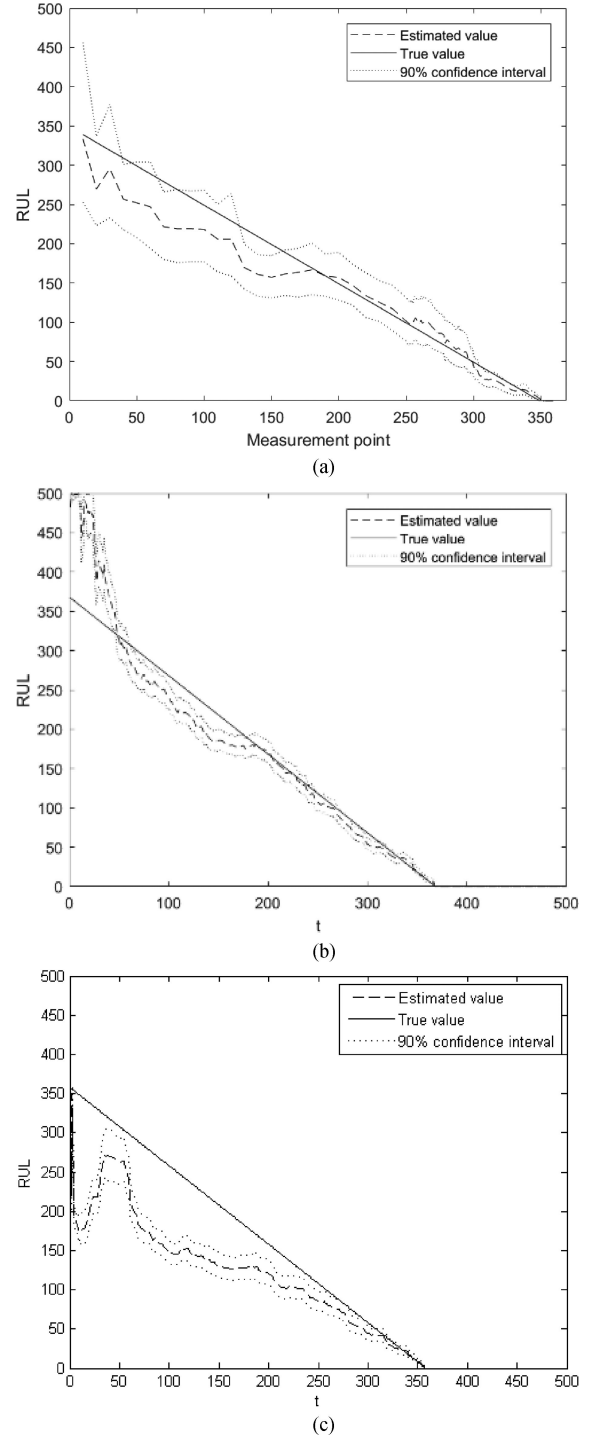 500
450
400
350
300
250
200
150
100
50
0
RUL
Estimated value
True value
90% confidence interval
0 50 100 150 200 250 300 350
Measurement point
(a)
500
450
400
350
300
250
200
150
100
50
0
RUL
Estimated value
True value
90% confidence interval
0 100 200 300 400 500
t
(b)
500
450
400
350
300
250
200
150
100
50
0
RUL
Estimated value
True value
90% confidence interval
0 50 100 150 200 250 300 350 400 450 500
t
(c)